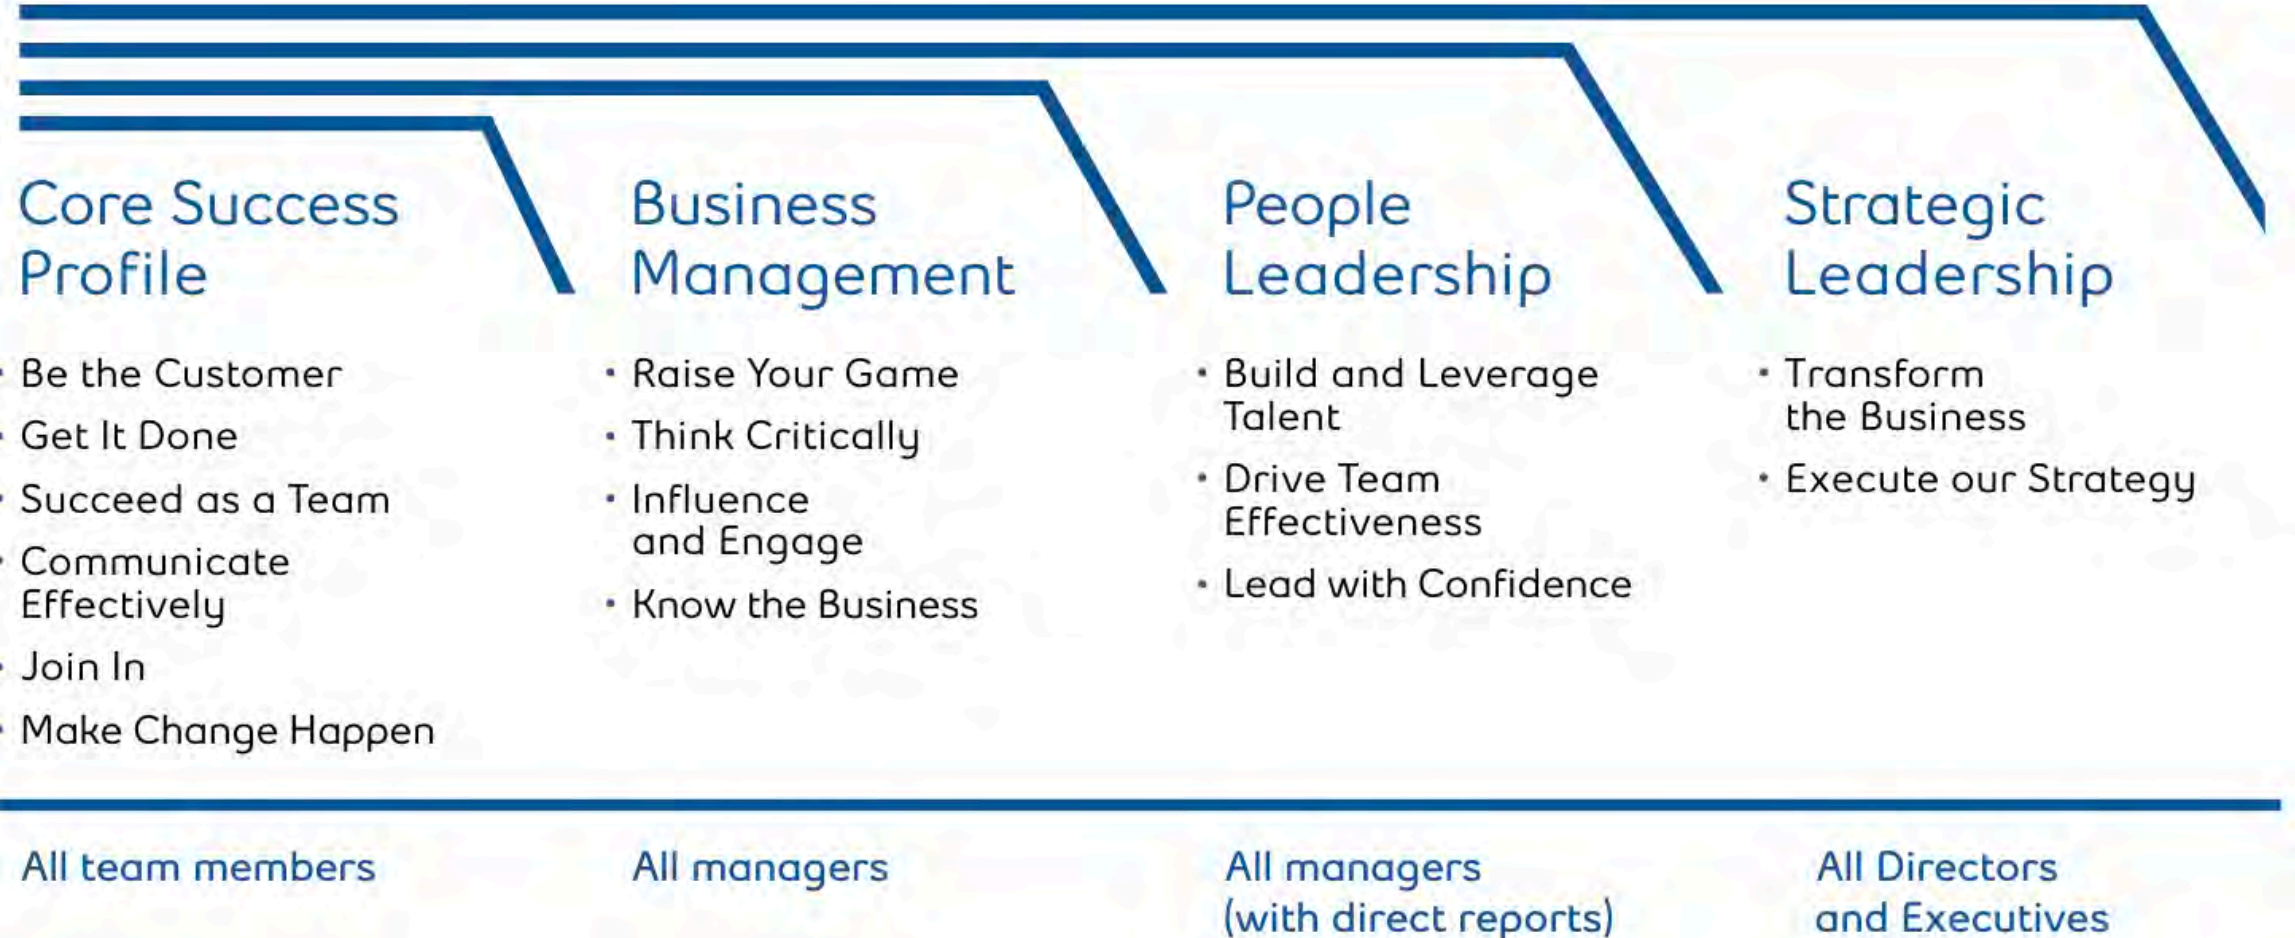 Core Success
Profile
· Be the Customer
· Get It Done
· Succeed as a Team
· Communicate
Effectively
· Join In
· Make Change Happen
All team members
Business
Management
· Raise Your Game
· Think Critically
· Influence
and Engage
· Know the Business
All managers
People
Leadership
· Build and Leverage
Talent
· Drive Team
Effectiveness
· Lead with Confidence
All managers
(with direct reports)
Strategic
Leadership
· Transform
the Business
· Execute our Strategy
All Directors
and Executives